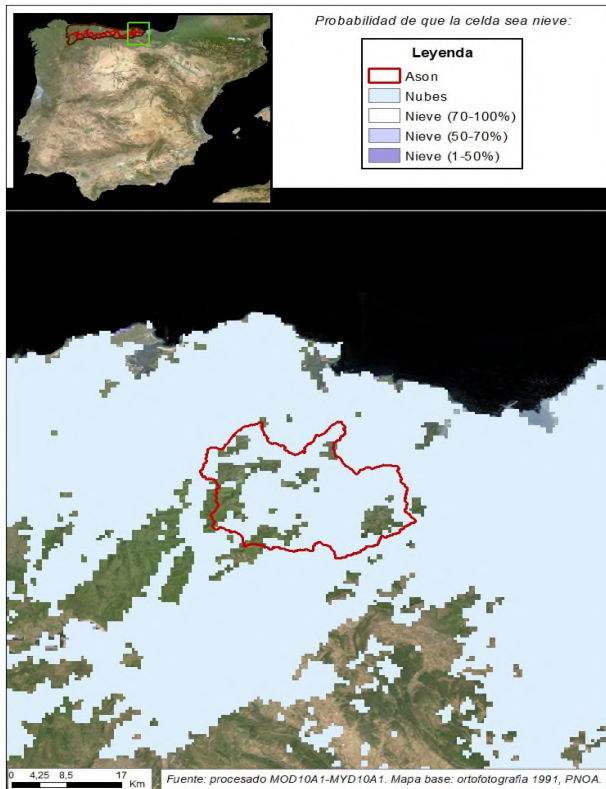 Probabilidad de que la celda sea nieve:
Leyenda
Ason
Nubes
Nieve (70-100%)
Nieve (50-70%)
Nieve (1-50%)
0 4,25 8,5 17
Km
Fuente: procesado MOD10A1-MYD10A1. Mapa base: ortofotografia 1991, PNOA.